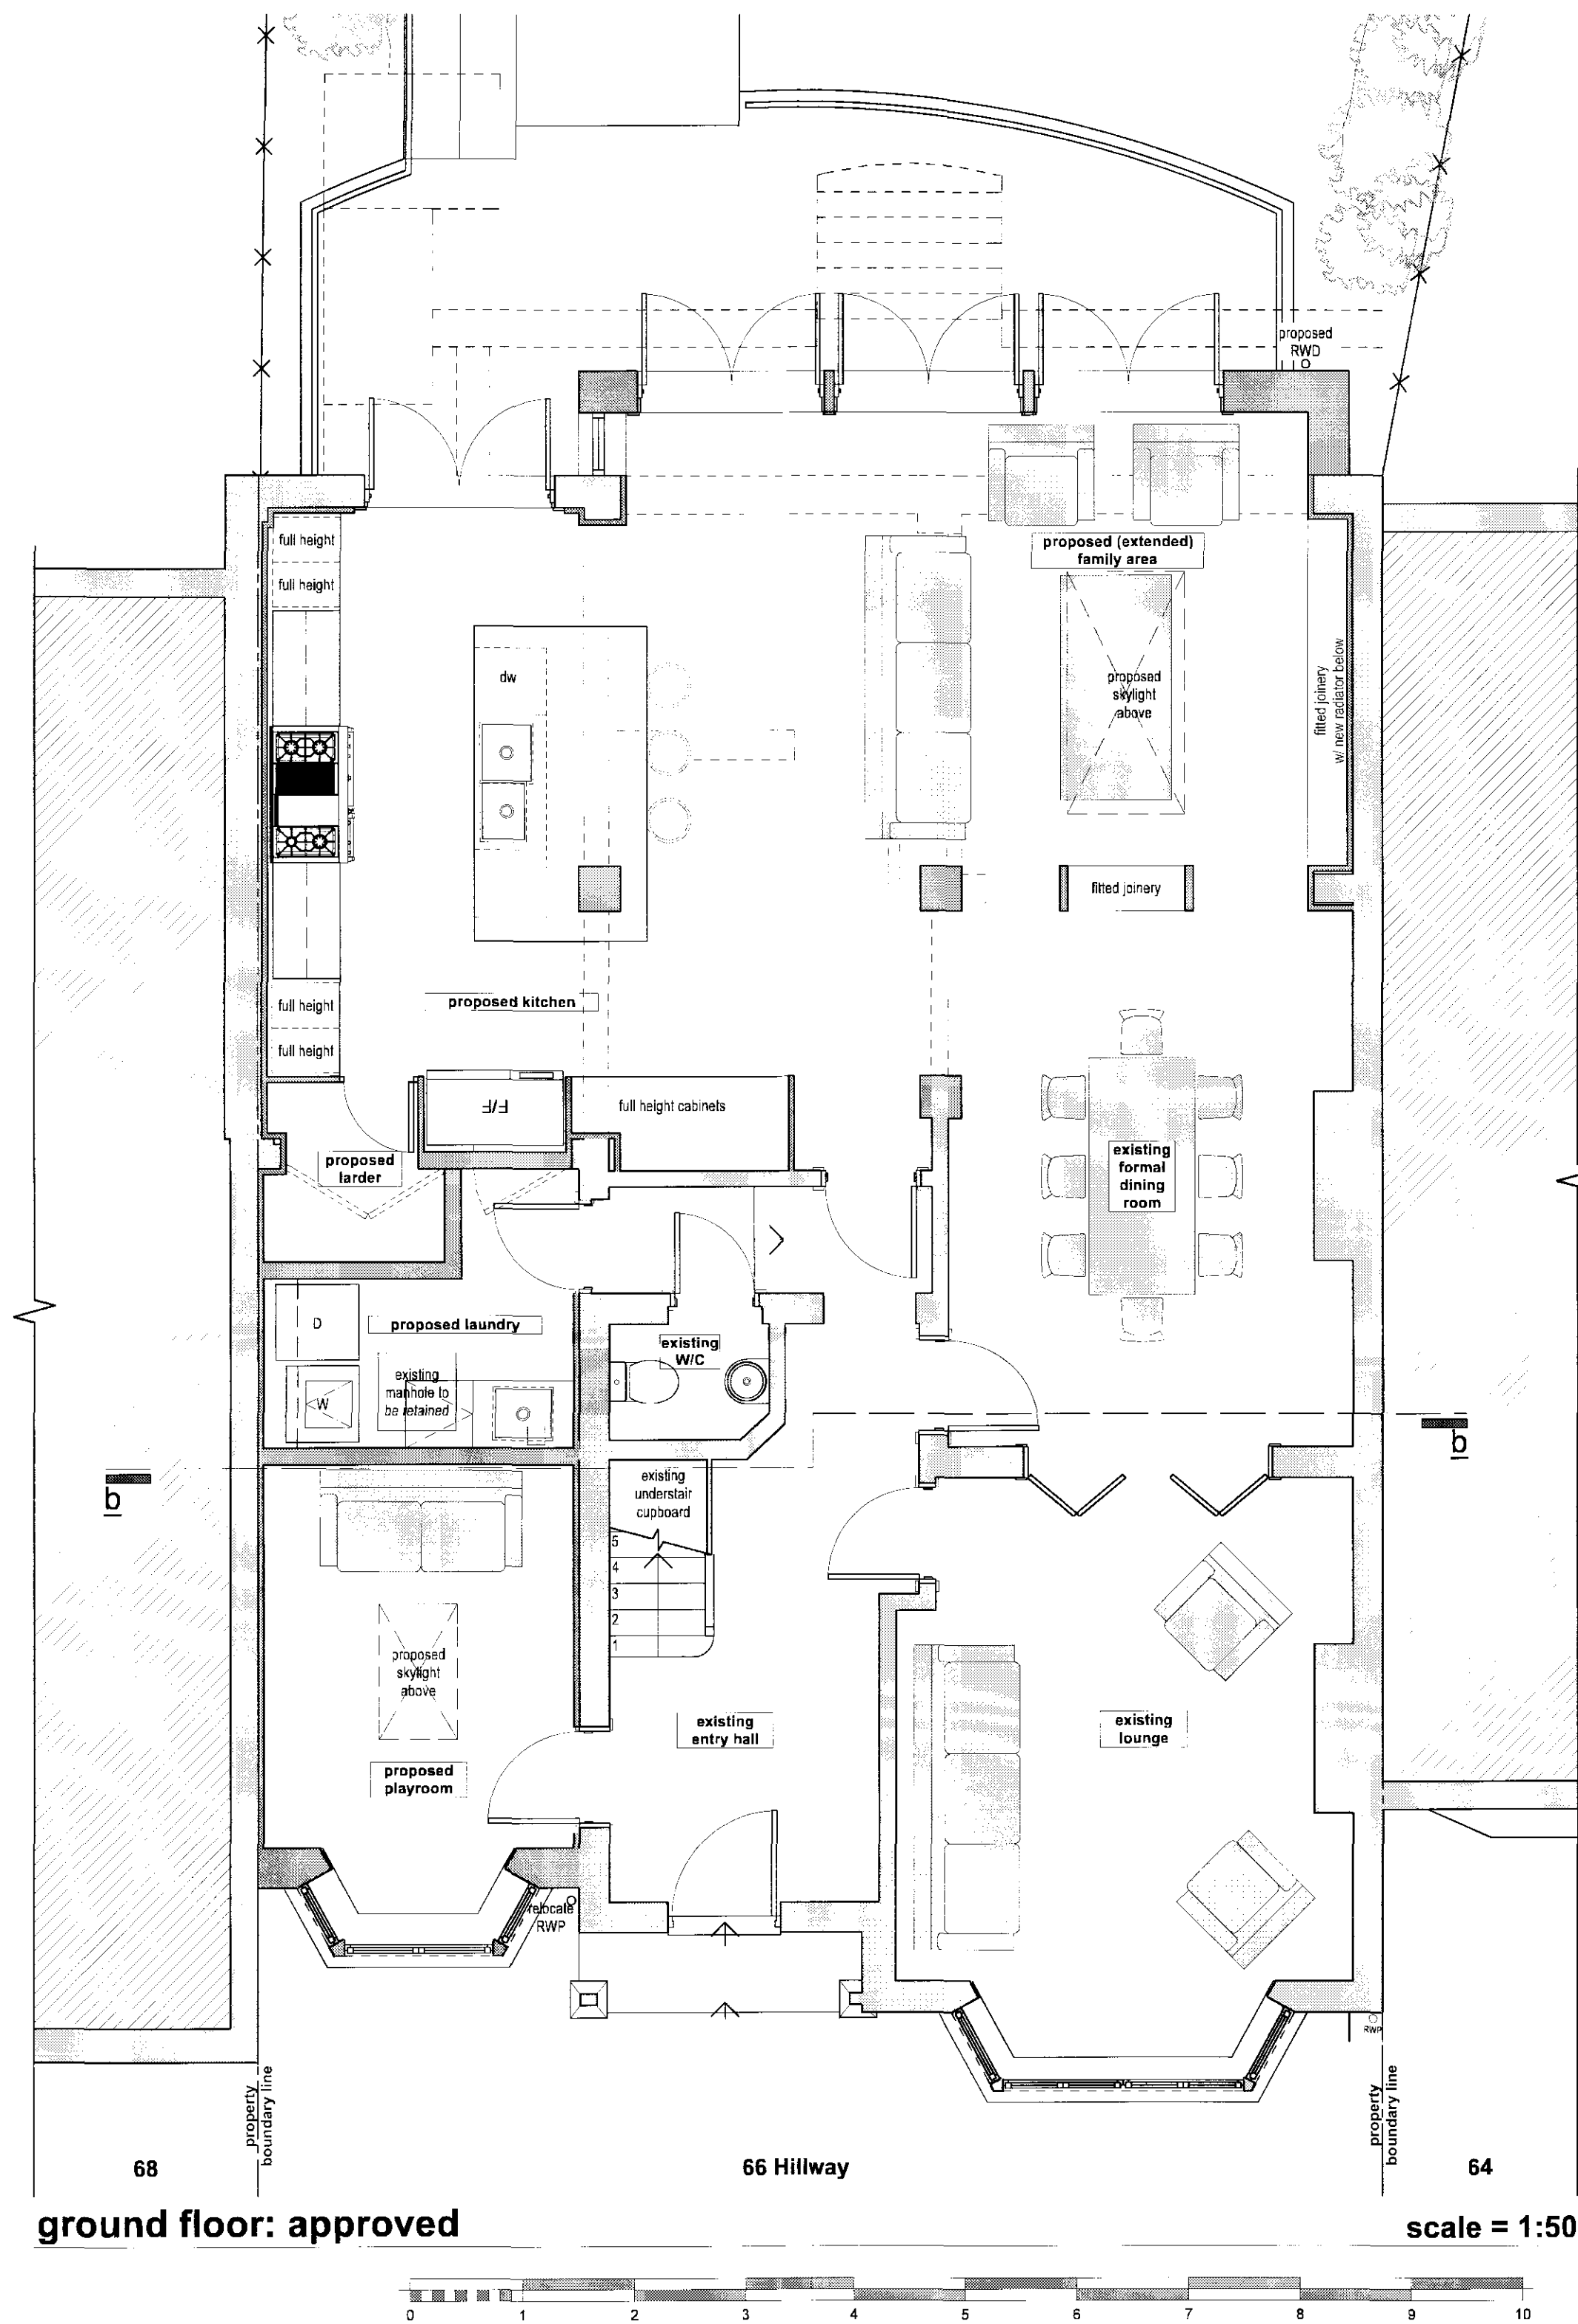 proposed
RWD
full height
full height
proposed (extended)
family area
dw
proposed
skylight
above
fitted joinery
w/ new radiator below
fitted joinery
full height
full height
proposed kitchen
F/F
full height cabinets
proposed
larder
existing
formal
dining
room
D
proposed laundry
existing
W/C
existing
manhole to
be retained
W
b
b
existing
understair
cupboard
5
4
3
2
1
proposed
skylight
above
existing
entry hall
existing
lounge
proposed
playroom
relocate
RWP
RWP
property
boundary line
property
boundary line
68
66 Hillway
64
ground floor: approved
scale = 1:50
0 1 2 3 4 5 6 7 8 9 10